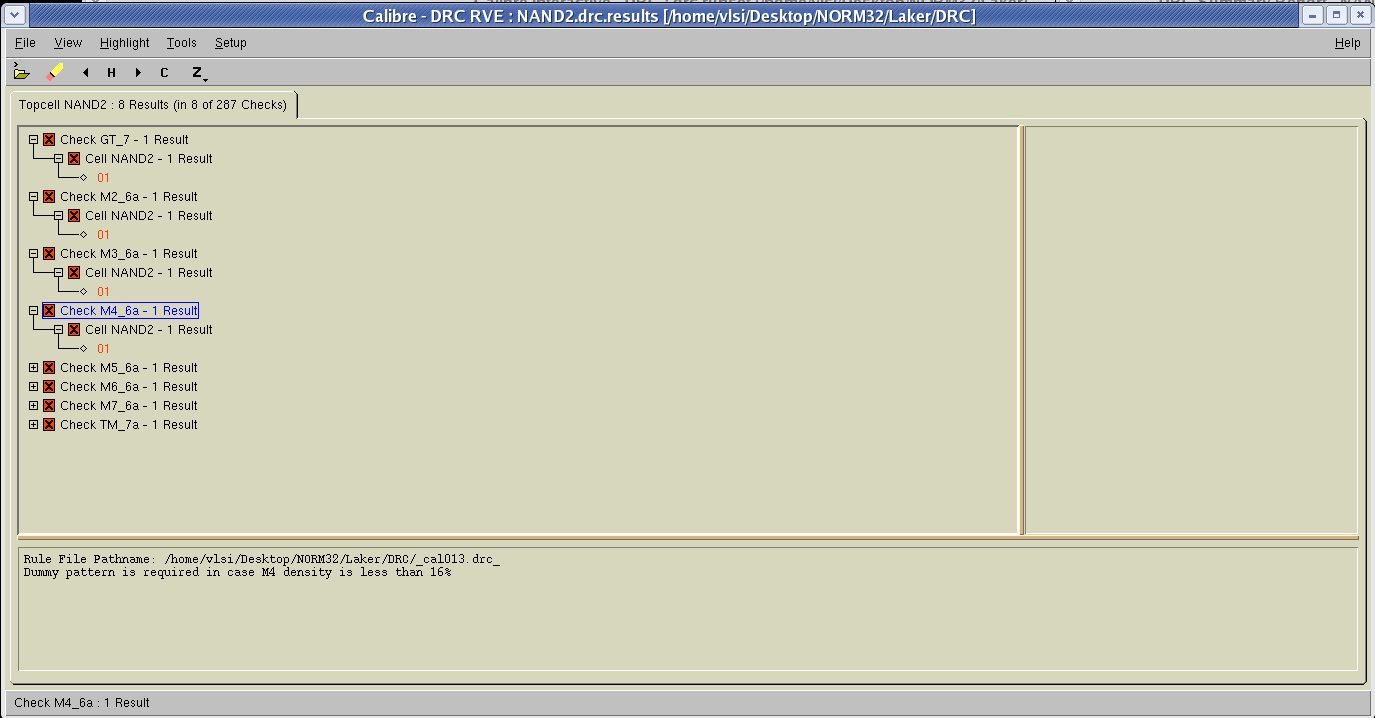 Calibre - DRC RVE : NAND2.drc.results [/home/vlsi/Desktop/NORM32/Laker/DRC]
File View Highlight Tools Setup Help
H C Z
Topcell NAND2 : 8 Results (in 8 of 287 Checks)
Check GT_7 - 1 Result
Cell NAND2 - 1 Result
01
Check M2_6a - 1 Result
Cell NAND2 - 1 Result
01
Check M3_6a - 1 Result
Cell NAND2 - 1 Result
01
Check M4_6a - 1 Result
Cell NAND2 - 1 Result
01
Check M5_6a - 1 Result
Check M6_6a - 1 Result
Check M7_6a - 1 Result
Check TM_7a - 1 Result
Rule File Pathname: /home/vlsi/Desktop/NORM32/Laker/DRC/_cal013.drc_
Dummy pattern is required in case M4 density is less than 16%
Check M4_6a : 1 Result